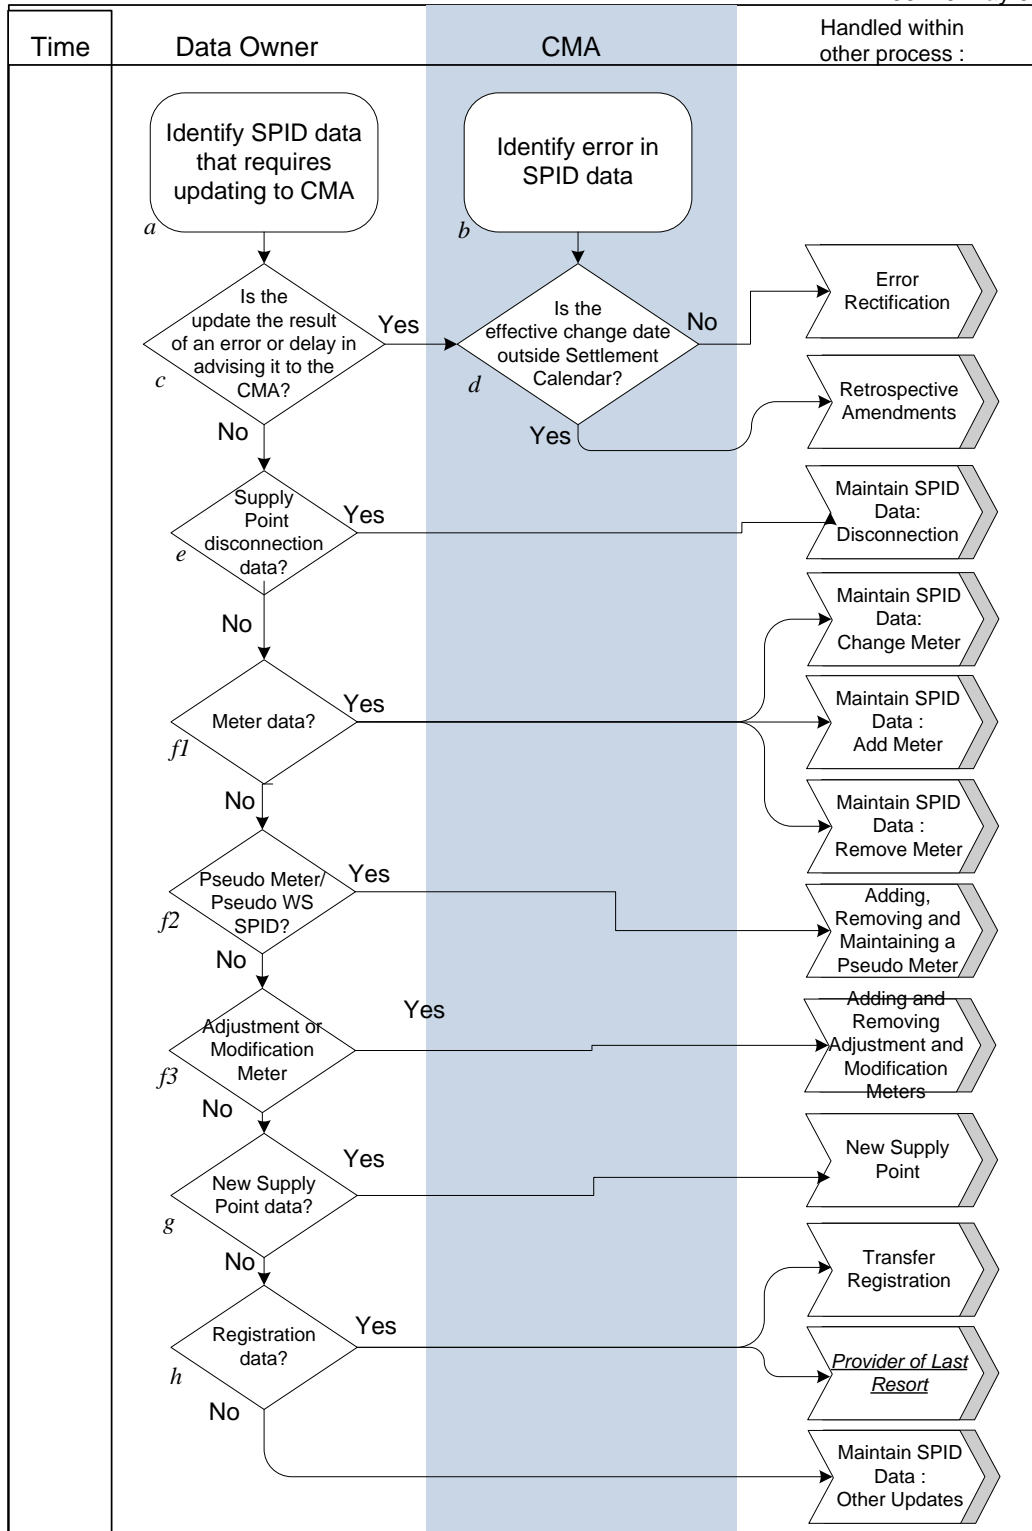 Time
Data Owner
CMA
Handled within
other process :
Identify SPID data
that requires
updating to CMA
a
Identify error in
SPID data
b
Is the
update the result
of an error or delay in
advising it to the
CMA?
c
Yes
No
Is the
effective change date
outside Settlement
Calendar?
d
No
Yes
Error
Rectification
Retrospective
Amendments
Supply
Point
disconnection
data?
e
Yes
No
Maintain SPID
Data:
Disconnection
Meter data?
f1
Yes
No
Maintain SPID
Data:
Change Meter
Maintain SPID
Data :
Add Meter
Maintain SPID
Data :
Remove Meter
Pseudo Meter/
Pseudo WS
SPID?
f2
Yes
No
Adding,
Removing and
Maintaining a
Pseudo Meter
Adjustment or
Modification
Meter
f3
Yes
No
Adding and
Removing
Adjustment and
Modification
Meters
New Supply
Point data?
g
Yes
No
New Supply
Point
Registration
data?
h
Yes
No
Transfer
Registration
Provider of Last
Resort
Maintain SPID
Data :
Other Updates